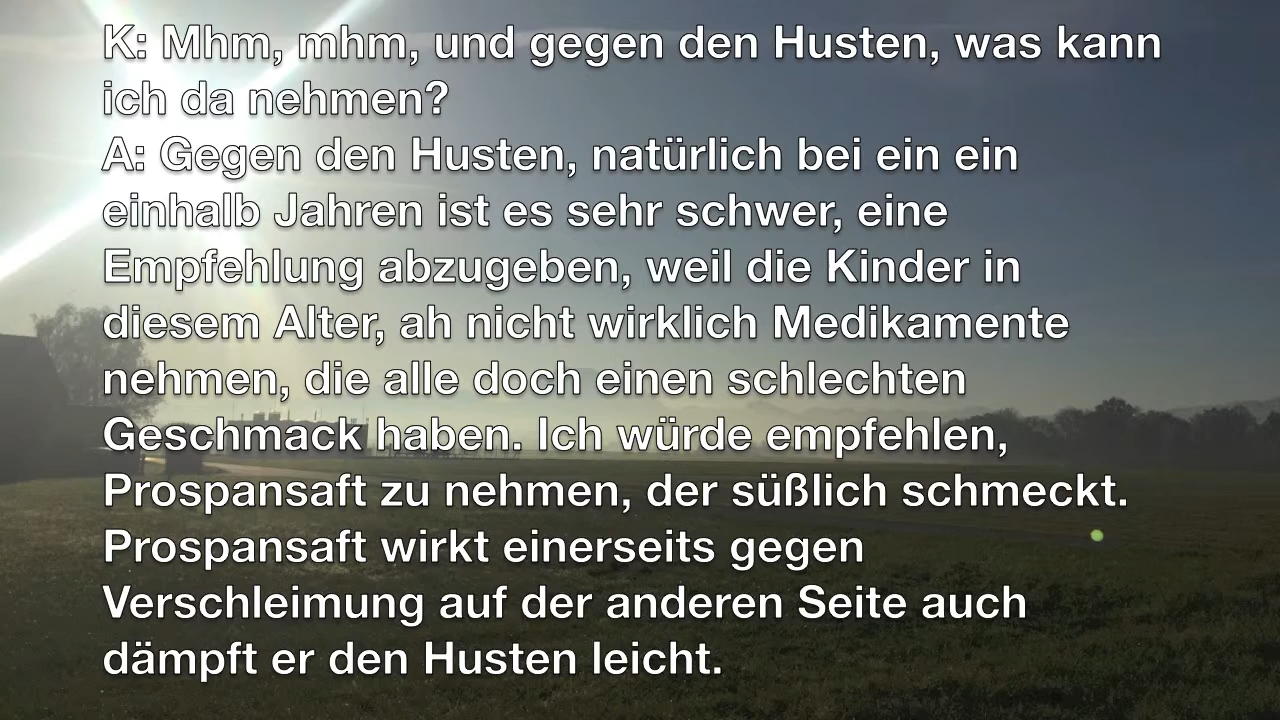 K: Mhm, mhm, und gegen den Husten, was kann
ich da nehmen?
A: Gegen den Husten, natürlich bei ein ein
einhalb Jahren ist es sehr schwer, eine
Empfehlung abzugeben, weil die Kinder in
diesem Alter, ah nicht wirklich Medikamente
nehmen, die alle doch einen schlechten
Geschmack haben. Ich würde empfehlen,
Prospansaft zu nehmen, der süßlich schmeckt.
Prospansaft wirkt einerseits gegen
Verschleimung auf der anderen Seite auch
dämpft er den Husten leicht.